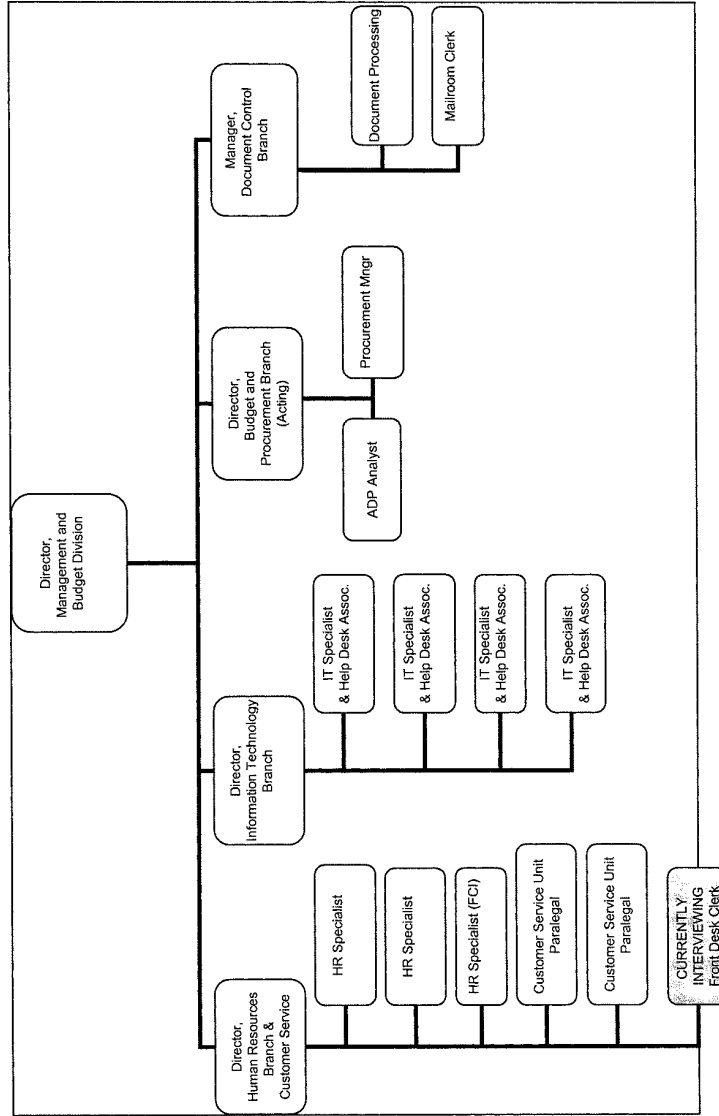 Director,
Management and
Budget Division
Director,
Human Resources
Branch &
Customer Service
HR Specialist
HR Specialist
HR Specialist (FCI)
Customer Service Unit
Paralegal
Customer Service Unit
Paralegal
CURRENTLY
INTERVIEWING
Front Desk Clerk
Director,
Information Technology
Branch
IT Specialist
& Help Desk Assoc.
IT Specialist
& Help Desk Assoc.
IT Specialist
& Help Desk Assoc.
IT Specialist
& Help Desk Assoc.
Director,
Budget and
Procurement Branch
(Acting)
ADP Analyst
Procurement Mngr
Manager,
Document Control
Branch
Document Processing
Mailroom Clerk